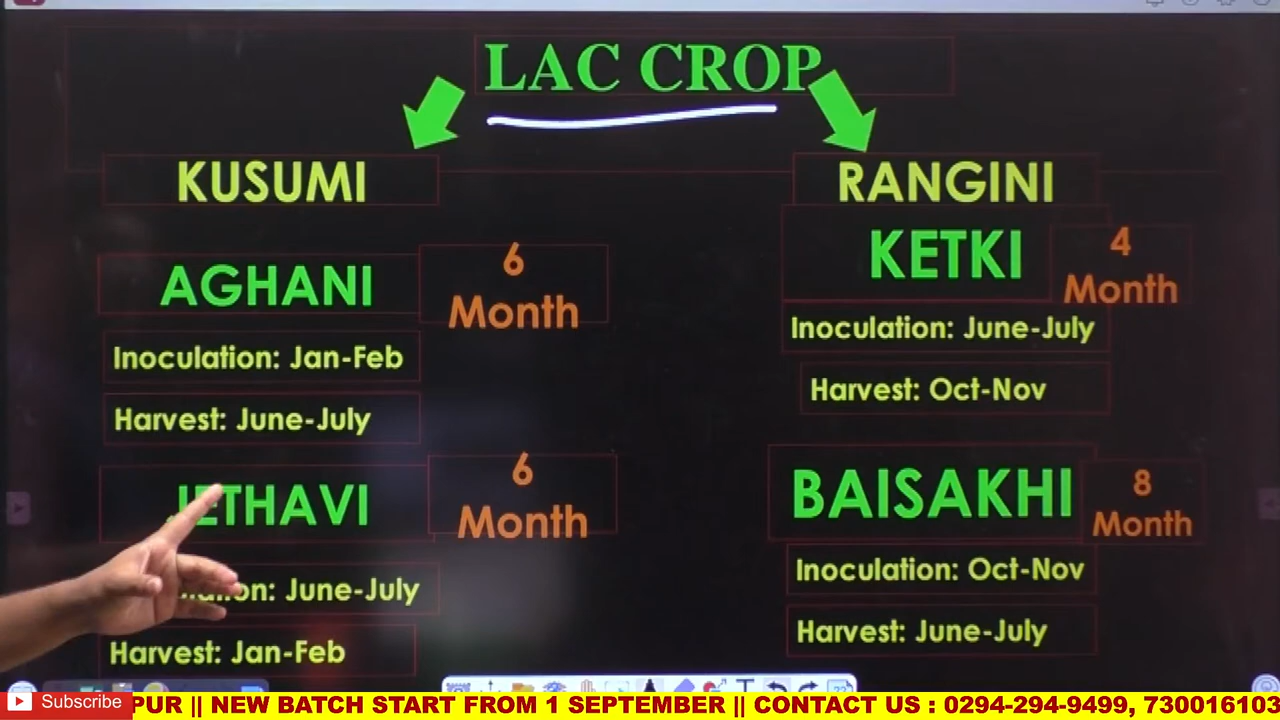 LAC CROP
KUSUMI
AGHANI
6
Month
Inoculation: Jan-Feb
Harvest: June-July
JETHAVI
6
Month
June-July
Harvest: Jan-Feb
RANGINI
KETKI
4
Month
Inoculation: June-July
Harvest: Oct-Nov
BAISAKHI
8
Month
Inoculation: Oct-Nov
Harvest: June-July
Subscribe
PUR || NEW BATCH START FROM 1 SEPTEMBER || CONTACT US : 0294-294-9499, 730016103